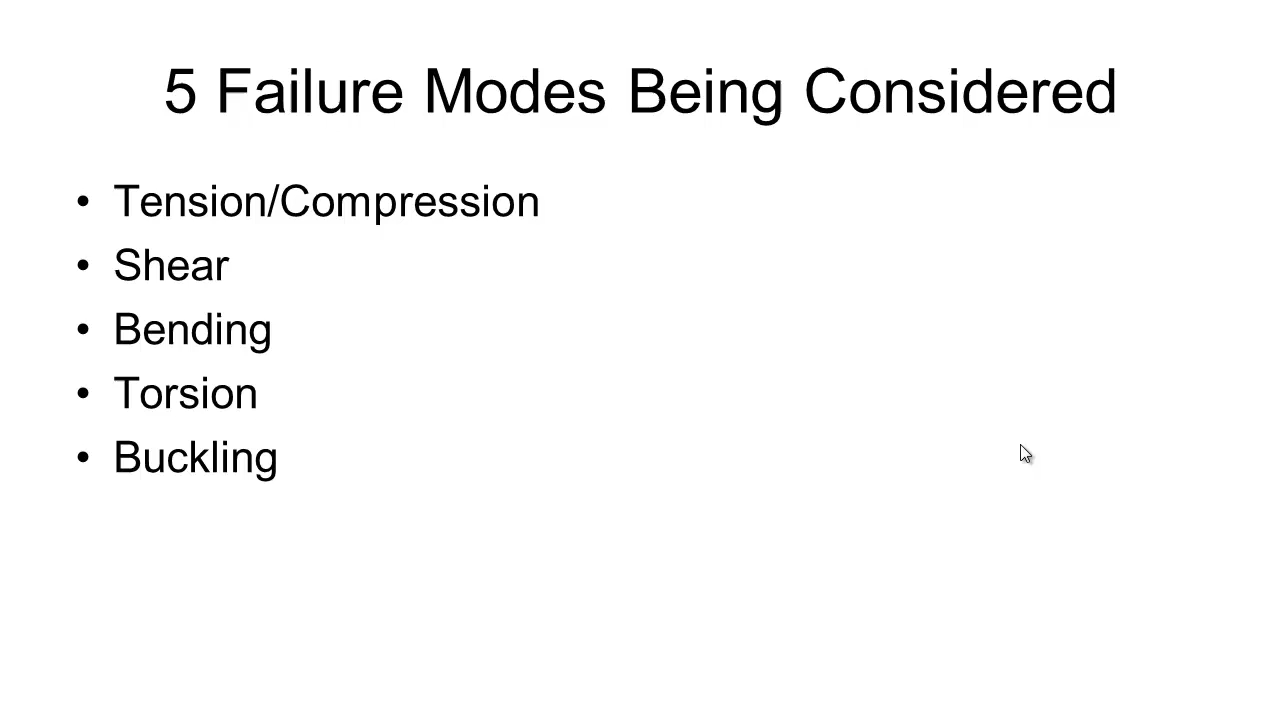 5 Failure Modes Being Considered
• Tension/Compression
• Shear
• Bending
• Torsion
• Buckling